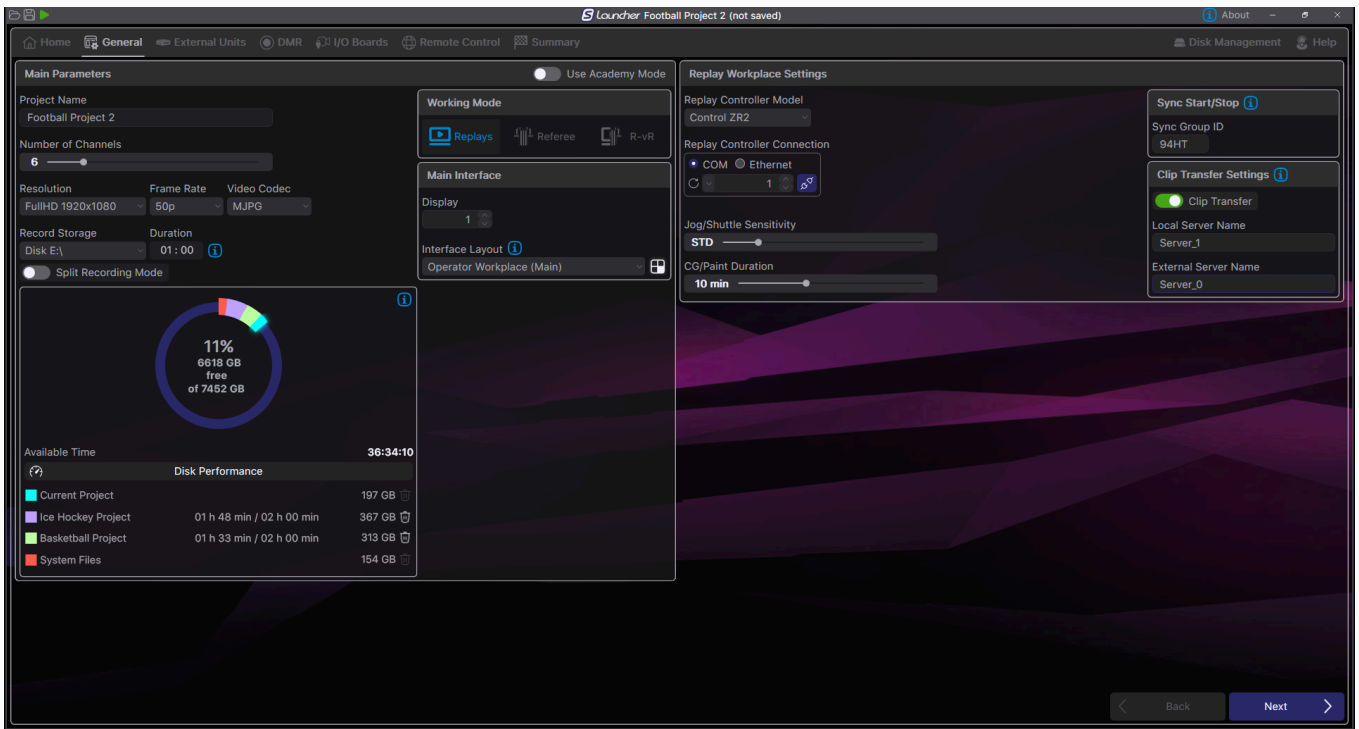 S Launcher Football Project 2 (not saved)
About
Home General External Units DMR I/O Boards Remote Control Summary Disk Management Help
Main Parameters
Use Academy Mode
Project Name
Football Project 2
Number of Channels
6
Resolution Frame Rate Video Codec
FullHD 1920x1080 50p MJPG
Record Storage Duration
Disk E:\ 01 : 00
Split Recording Mode
11%
6618 GB
free
of 7452 GB
Available Time 36:34:10
Disk Performance
Current Project 197 GB
Ice Hockey Project 01 h 48 min / 02 h 00 min 367 GB
Basketball Project 01 h 33 min / 02 h 00 min 313 GB
System Files 154 GB
Working Mode
Replays Referee R-vR
Main Interface
Display
1
Interface Layout
Operator Workplace (Main)
Replay Workplace Settings
Replay Controller Model
Control ZR2
Replay Controller Connection
COM Ethernet
1
Jog/Shuttle Sensitivity
STD
CG/Paint Duration
10 min
Sync Start/Stop
Sync Group ID
94HT
Clip Transfer Settings
Clip Transfer
Local Server Name
Server_1
External Server Name
Server_0
Back Next